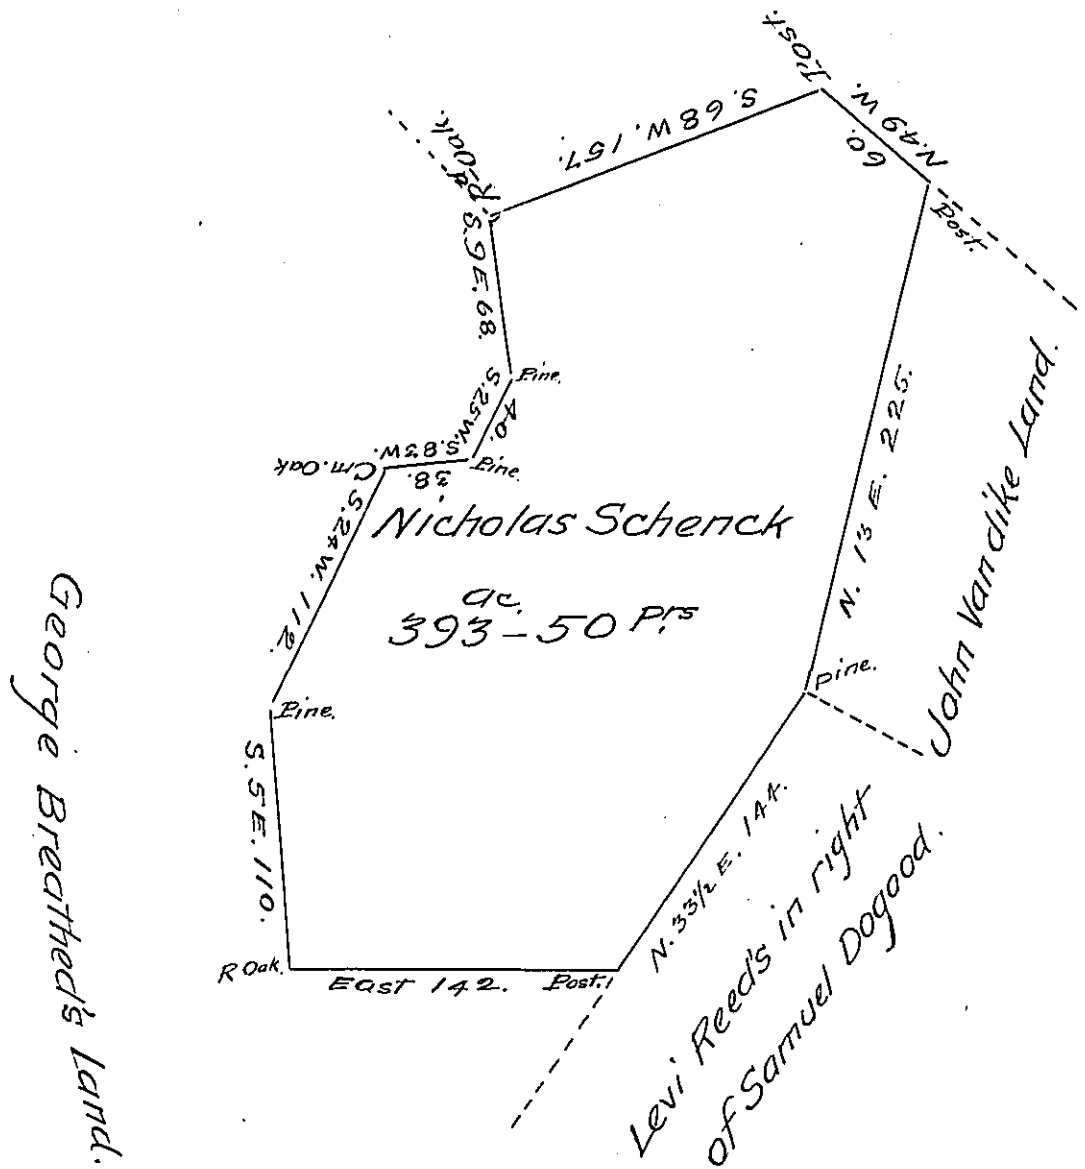 Post.
N. 49 W.
60.
S. 68 W. 157.
R-Oak.
Post.
S. 9 E. 68.
Pine.
S. 25 W.
40.
S. 83 W.
38.
Pine.
Cn. Oak
N. 13 E. 225.
John Vandike Land.
Nicholas Schenck
ac.
393-50 Prs
S. 24 W. 112.
Pine.
Pine.
George Breathed's Land.
S. 5 E. 110.
N. 33½ E. 144.
R Oak.
East 142.
Post.
Levi Reed's in right
of Samuel Dogood.